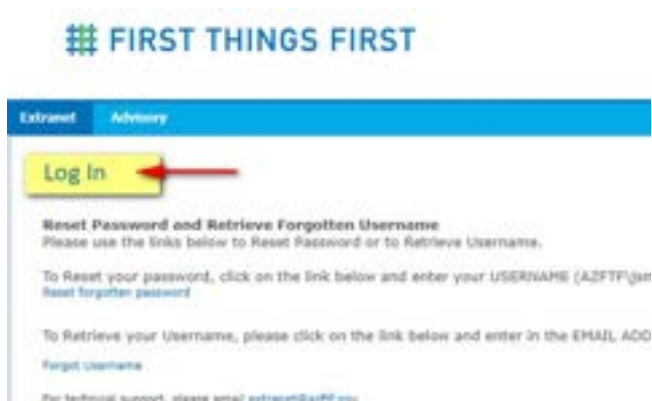 FIRST THINGS FIRST
Extranet Advisory
Log In
Reset Password and Retrieve Forgotten Username
Please use the links below to Reset Password or to Retrieve Username.
To Reset your password, click on the link below and enter your USERNAME (AZFTF\jsm
Reset forgotten password
To Retrieve your Username, please click on the link below and enter in the EMAIL ADD
Forgot Username
For technical support, please email